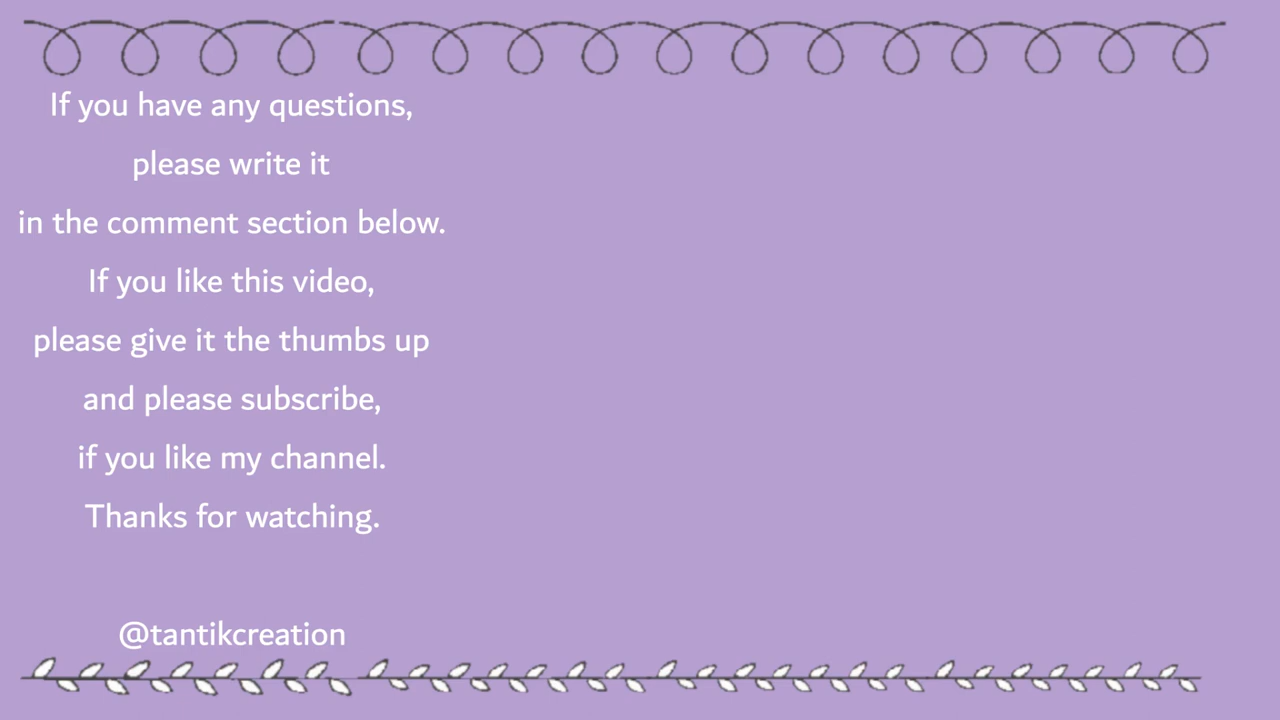 If you have any questions,
please write it
in the comment section below.
If you like this video,
please give it the thumbs up
and please subscribe,
if you like my channel.
Thanks for watching.
@tantikcreation